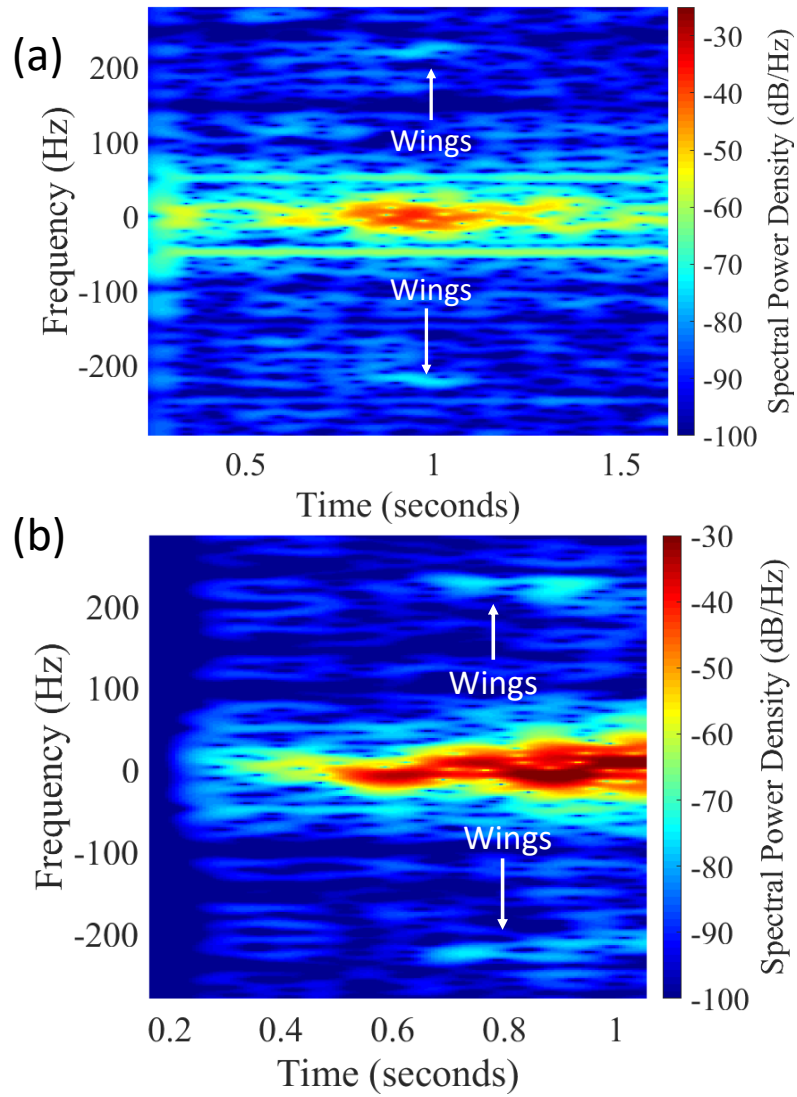 (a)
Frequency (Hz)
200
100
0
-100
-200
Wings
Wings
0.5
1
1.5
Time (seconds)
-30
-40
-50
-60
-70
-80
-90
-100
Spectral Power Density (dB/Hz)
(b)
Frequency (Hz)
200
100
0
-100
-200
Wings
Wings
0.2
0.4
0.6
0.8
1
Time (seconds)
-30
-40
-50
-60
-70
-80
-90
-100
Spectral Power Density (dB/Hz)